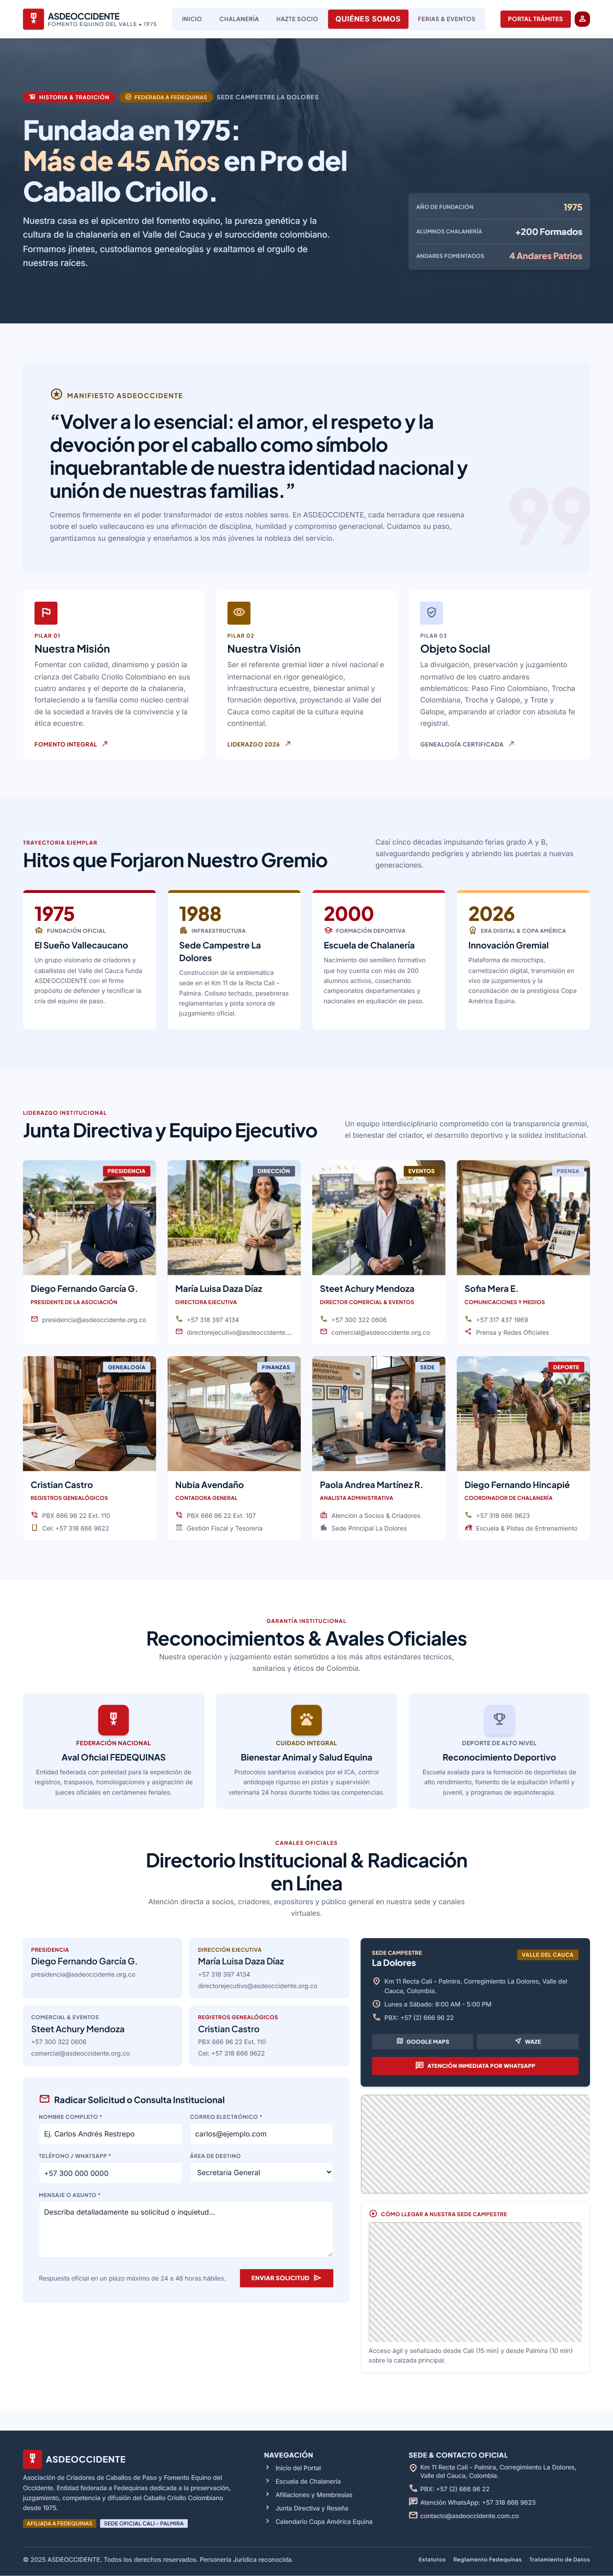 ASDEOCCIDENTE
FOMENTO EQUINO DEL VALLE • 1975
INICIO
CHALANERÍA
HAZTE SOCIO
QUIÉNES SOMOS
FERIAS & EVENTOS
PORTAL TRÁMITES
HISTORIA & TRADICIÓN
FEDERADA A FEDEQUINAS
SEDE CAMPESTRE LA DOLORES
Fundada en 1975:
Más de 45 Años en Pro del
Caballo Criollo.
Nuestra casa es el epicentro del fomento equino, la pureza genética y la
cultura de la chalanería en el Valle del Cauca y el suroccidente colombiano.
Formamos jinetes, custodiamos genealogías y exaltamos el orgullo de
nuestras raíces.
AÑO DE FUNDACIÓN
1975
ALUMNOS CHALANERÍA
+200 Formados
ANDARES FOMENTADOS
4 Andares Patrios
MANIFIESTO ASDEOCCIDENTE
“Volver a lo esencial: el amor, el respeto y la
devoción por el caballo como símbolo
inquebrantable de nuestra identidad nacional y
unión de nuestras familias.”
Creemos firmemente en el poder transformador de estos nobles seres. En ASDEOCCIDENTE, cada herradura que resuena
sobre el suelo vallecaucano es una afirmación de disciplina, humildad y compromiso generacional. Cuidamos su paso,
garantizamos su genealogía y enseñamos a los más jóvenes la nobleza del servicio.
PILAR 01
Nuestra Misión
Fomentar con calidad, dinamismo y pasión la
crianza del Caballo Criollo Colombiano en sus
cuatro andares y el deporte de la chalanería,
fortaleciendo a la familia como núcleo central
de la sociedad a través de la convivencia y la
ética ecuestre.
FOMENTO INTEGRAL
PILAR 02
Nuestra Visión
Ser el referente gremial líder a nivel nacional e
internacional en rigor genealógico,
infraestructura ecuestre, bienestar animal y
formación deportiva, proyectando al Valle del
Cauca como capital de la cultura equina
continental.
LIDERAZGO 2026
PILAR 03
Objeto Social
La divulgación, preservación y juzgamiento
normativo de los cuatro andares
emblemáticos: Paso Fino Colombiano, Trocha
Colombiana, Trocha y Galope, y Trote y
Galope, amparando al criador con absoluta fe
registral.
GENEALOGÍA CERTIFICADA
TRAYECTORIA EJEMPLAR
Hitos que Forjaron Nuestro Gremio
Casi cinco décadas impulsando ferias grado A y B,
salvaguardando pedigríes y abriendo las puertas a nuevas
generaciones.
1975
FUNDACIÓN OFICIAL
El Sueño Vallecaucano
Un grupo visionario de criadores y
caballistas del Valle del Cauca funda
ASDEOCCIDENTE con el firme
propósito de defender y tecnificar la
cría del equino de paso.
1988
INFRAESTRUCTURA
Sede Campestre La
Dolores
Construcción de la emblemática
sede en el Km 11 de la Recta Cali -
Palmira. Coliseo techado, pesebreras
reglamentarias y pista sonora de
juzgamiento oficial.
2000
FORMACIÓN DEPORTIVA
Escuela de Chalanería
Nacimiento del semillero formativo
que hoy cuenta con más de 200
alumnos activos, cosechando
campeonatos departamentales y
nacionales en equitación de paso.
2026
ERA DIGITAL & COPA AMÉRICA
Innovación Gremial
Plataforma de microchips,
carnetización digital, transmisión en
vivo de juzgamientos y la
consolidación de la prestigiosa Copa
América Equina.
LIDERAZGO INSTITUCIONAL
Junta Directiva y Equipo Ejecutivo
Un equipo interdisciplinario comprometido con la transparencia gremial,
el bienestar del criador, el desarrollo deportivo y la solidez institucional.
PRESIDENCIA
Diego Fernando García G.
PRESIDENTE DE LA ASOCIACIÓN
presidencia@asdeoccidente.org.co
DIRECCIÓN
María Luisa Daza Díaz
DIRECTORA EJECUTIVA
+57 318 397 4134
directorejecutivo@asdeoccidente....
EVENTOS
Steet Achury Mendoza
DIRECTOR COMERCIAL & EVENTOS
+57 300 322 0606
comercial@asdeoccidente.org.co
PRENSA
Sofia Mera E.
COMUNICACIONES Y MEDIOS
+57 317 437 1969
Prensa y Redes Oficiales
GENEALOGÍA
Cristian Castro
REGISTROS GENEALÓGICOS
PBX 666 96 22 Ext. 110
Cel: +57 318 666 9622
FINANZAS
Nubia Avendaño
CONTADORA GENERAL
PBX 666 96 22 Ext. 107
Gestión Fiscal y Tesorería
SEDE
Paola Andrea Martínez R.
ANALISTA ADMINISTRATIVA
Atención a Socios & Criadores
Sede Principal La Dolores
DEPORTE
Diego Fernando Hincapié
COORDINADOR DE CHALANERÍA
+57 318 666 9623
Escuela & Pistas de Entrenamiento
GARANTÍA INSTITUCIONAL
Reconocimientos & Avales Oficiales
Nuestra operación y juzgamiento están sometidos a los más altos estándares técnicos,
sanitarios y éticos de Colombia.
FEDERACIÓN NACIONAL
Aval Oficial FEDEQUINAS
Entidad federada con potestad para la expedición de
registros, traspasos, homologaciones y asignación de
jueces oficiales en certámenes feriales.
CUIDADO INTEGRAL
Bienestar Animal y Salud Equina
Protocolos sanitarios avalados por el ICA, control
antidopaje riguroso en pistas y supervisión
veterinaria 24 horas durante todas las competencias.
DEPORTE DE ALTO NIVEL
Reconocimiento Deportivo
Escuela avalada para la formación de deportistas de
alto rendimiento, fomento de la equitación infantil y
juvenil, y programas de equinoterapia.
CANALES OFICIALES
Directorio Institucional & Radicación
en Línea
Atención directa a socios, criadores, expositores y público general en nuestra sede y canales
virtuales.
PRESIDENCIA
Diego Fernando García G.
presidencia@asdeoccidente.org.co
DIRECCIÓN EJECUTIVA
María Luisa Daza Díaz
+57 318 397 4134
directorejecutivo@asdeoccidente.org.co
COMERCIAL & EVENTOS
Steet Achury Mendoza
+57 300 322 0606
comercial@asdeoccidente.org.co
REGISTROS GENEALÓGICOS
Cristian Castro
PBX 666 96 22 Ext. 110
Cel: +57 318 666 9622
Radicar Solicitud o Consulta Institucional
NOMBRE COMPLETO *
Ej. Carlos Andrés Restrepo
CORREO ELECTRÓNICO *
carlos@ejemplo.com
TELÉFONO / WHATSAPP *
+57 300 000 0000
ÁREA DE DESTINO
Secretaría General
MENSAJE O ASUNTO *
Describa detalladamente su solicitud o inquietud...
Respuesta oficial en un plazo máximo de 24 a 48 horas hábiles.
ENVIAR SOLICITUD
SEDE CAMPESTRE
La Dolores
VALLE DEL CAUCA
Km 11 Recta Cali - Palmira, Corregimiento La Dolores, Valle del
Cauca, Colombia.
Lunes a Sábado: 8:00 AM - 5:00 PM
PBX: +57 (2) 666 96 22
GOOGLE MAPS
WAZE
ATENCIÓN INMEDIATA POR WHATSAPP
CÓMO LLEGAR A NUESTRA SEDE CAMPESTRE
Acceso ágil y señalizado desde Cali (15 min) y desde Palmira (10 min)
sobre la calzada principal.
ASDEOCCIDENTE
Asociación de Criadores de Caballos de Paso y Fomento Equino del
Occidente. Entidad federada a Fedequinas dedicada a la preservación,
juzgamiento, competencia y difusión del Caballo Criollo Colombiano
desde 1975.
AFILIADA A FEDEQUINAS
SEDE OFICIAL CALI - PALMIRA
NAVEGACIÓN
Inicio del Portal
Escuela de Chalanería
Afiliaciones y Membresías
Junta Directiva y Reseña
Calendario Copa América Equina
SEDE & CONTACTO OFICIAL
Km 11 Recta Cali - Palmira, Corregimiento La Dolores,
Valle del Cauca, Colombia.
PBX: +57 (2) 666 96 22
Atención WhatsApp: +57 318 666 9623
contacto@asdeoccidente.com.co
© 2025 ASDEOCCIDENTE. Todos los derechos reservados. Personería Jurídica reconocida.
Estatutos
Reglamento Fedequinas
Tratamiento de Datos